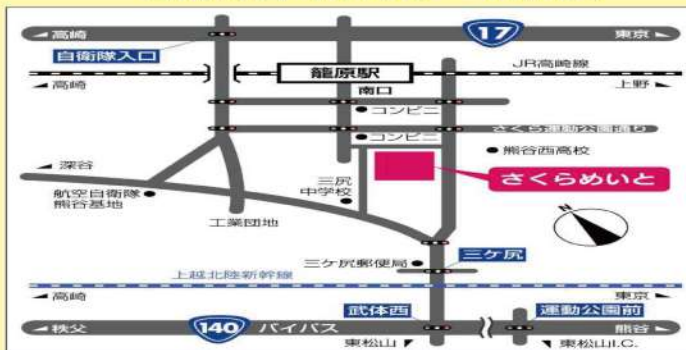 ◀ 高崎
17
東京 ▶
自衛隊入口
JR高崎線
籠原駅
◀ 高崎
南口
上野 ▶
コンビニ
コンビニ
さくら運動公園通り
熊谷西高校
◀ 深谷
さくらめいと
三尻
中学校
航空自衛隊
熊谷基地
工業団地
N
三ケ尻郵便局
三ケ尻
上越北陸新幹線
◀ 高崎
東京 ▶
武体西
運動公園前
◀ 秩父
140
バイパス
熊谷 ▶
東松山
東松山I.C.